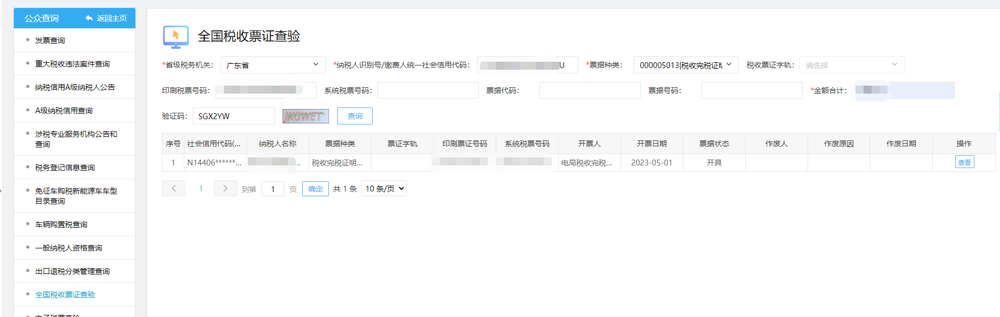 公众查询 返回主页
发票查询
重大税收违法案件查询
纳税信用A级纳税人公告
A级纳税信用查询
涉税专业服务机构公告和
查询
税务登记信息查询
免征车购税新能源车车型
目录查询
车辆购置税查询
一般纳税人资格查询
出口退税分类管理查询
全国税收票证查验
全国税收票证查验
*省级税务机关： 广东省 *纳税人识别号/缴费人统一社会信用代码： U *票据种类： 000005013|税收完税证明 税收票证字轨： 请选择
印刷税票号码： 系统税票号码： 票据代码： 票据号码： *金额合计：
验证码： SGX2YW JKGWET 查询
序号 社会信用代码(... 纳税人名称 票据种类 票证字轨 印刷票证号码 系统税票号码 开票人 开票日期 票据状态 作废人 作废原因 作废日期 操作
1 N14406******... .. 税收完税证明... 电局税收完税... 2023-05-01 开具 查看
1 到第 1 页 确定 共 1 条 10 条/页